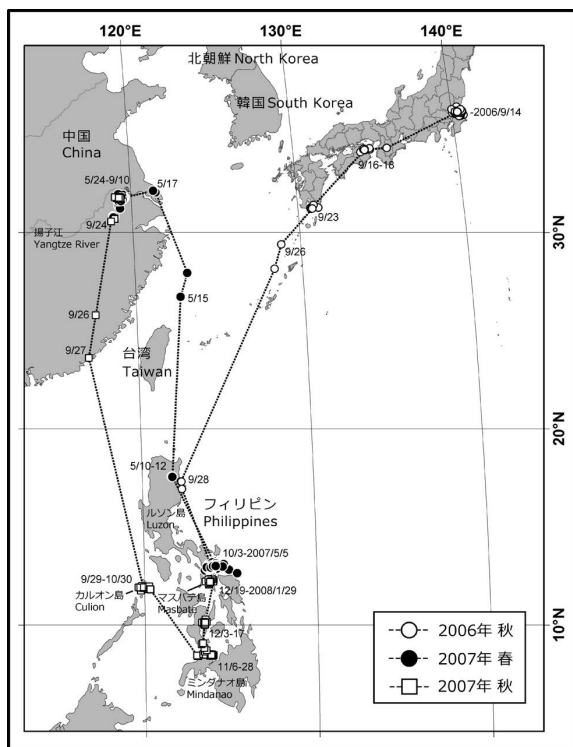 120°E
130°E
140°E
北朝鮮 North Korea
韓国 South Korea
-2006/9/14
中国
China
9/16-18
5/24-9/10
5/17
9/23
9/24
揚子江
Yangtze River
30°N
9/26
5/15
9/26
9/27
台湾
Taiwan
20°N
5/10-12
9/28
ルソン島
Luzon
フィリピン
Philippines
10/3-2007/5/5
9/29-10/30
カルオン島
Culion
マスバテ島
Masbate
12/19-2008/1/29
12/3-17
10°N
11/6-28
ミンダナオ島
Mindanao
2006年 秋
2007年 春
2007年 秋